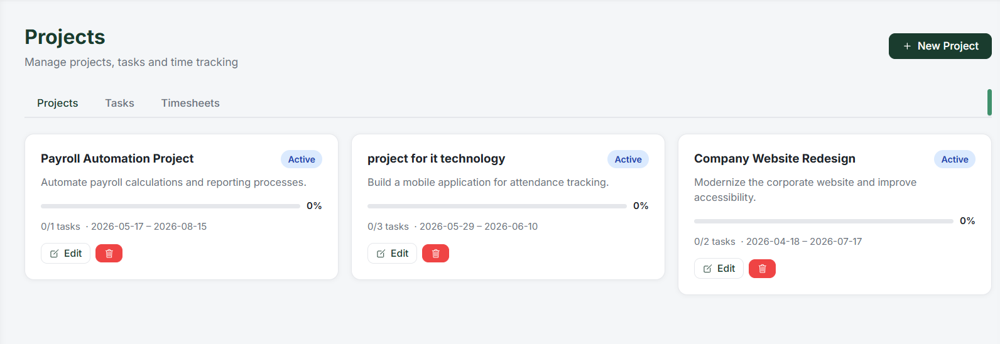 Projects
Manage projects, tasks and time tracking
+ New Project
Projects
Tasks
Timesheets
Payroll Automation Project
Active
Automate payroll calculations and reporting processes.
0%
0/1 tasks · 2026-05-17 – 2026-08-15
Edit
project for it technology
Active
Build a mobile application for attendance tracking.
0%
0/3 tasks · 2026-05-29 – 2026-06-10
Edit
Company Website Redesign
Active
Modernize the corporate website and improve
accessibility.
0%
0/2 tasks · 2026-04-18 – 2026-07-17
Edit